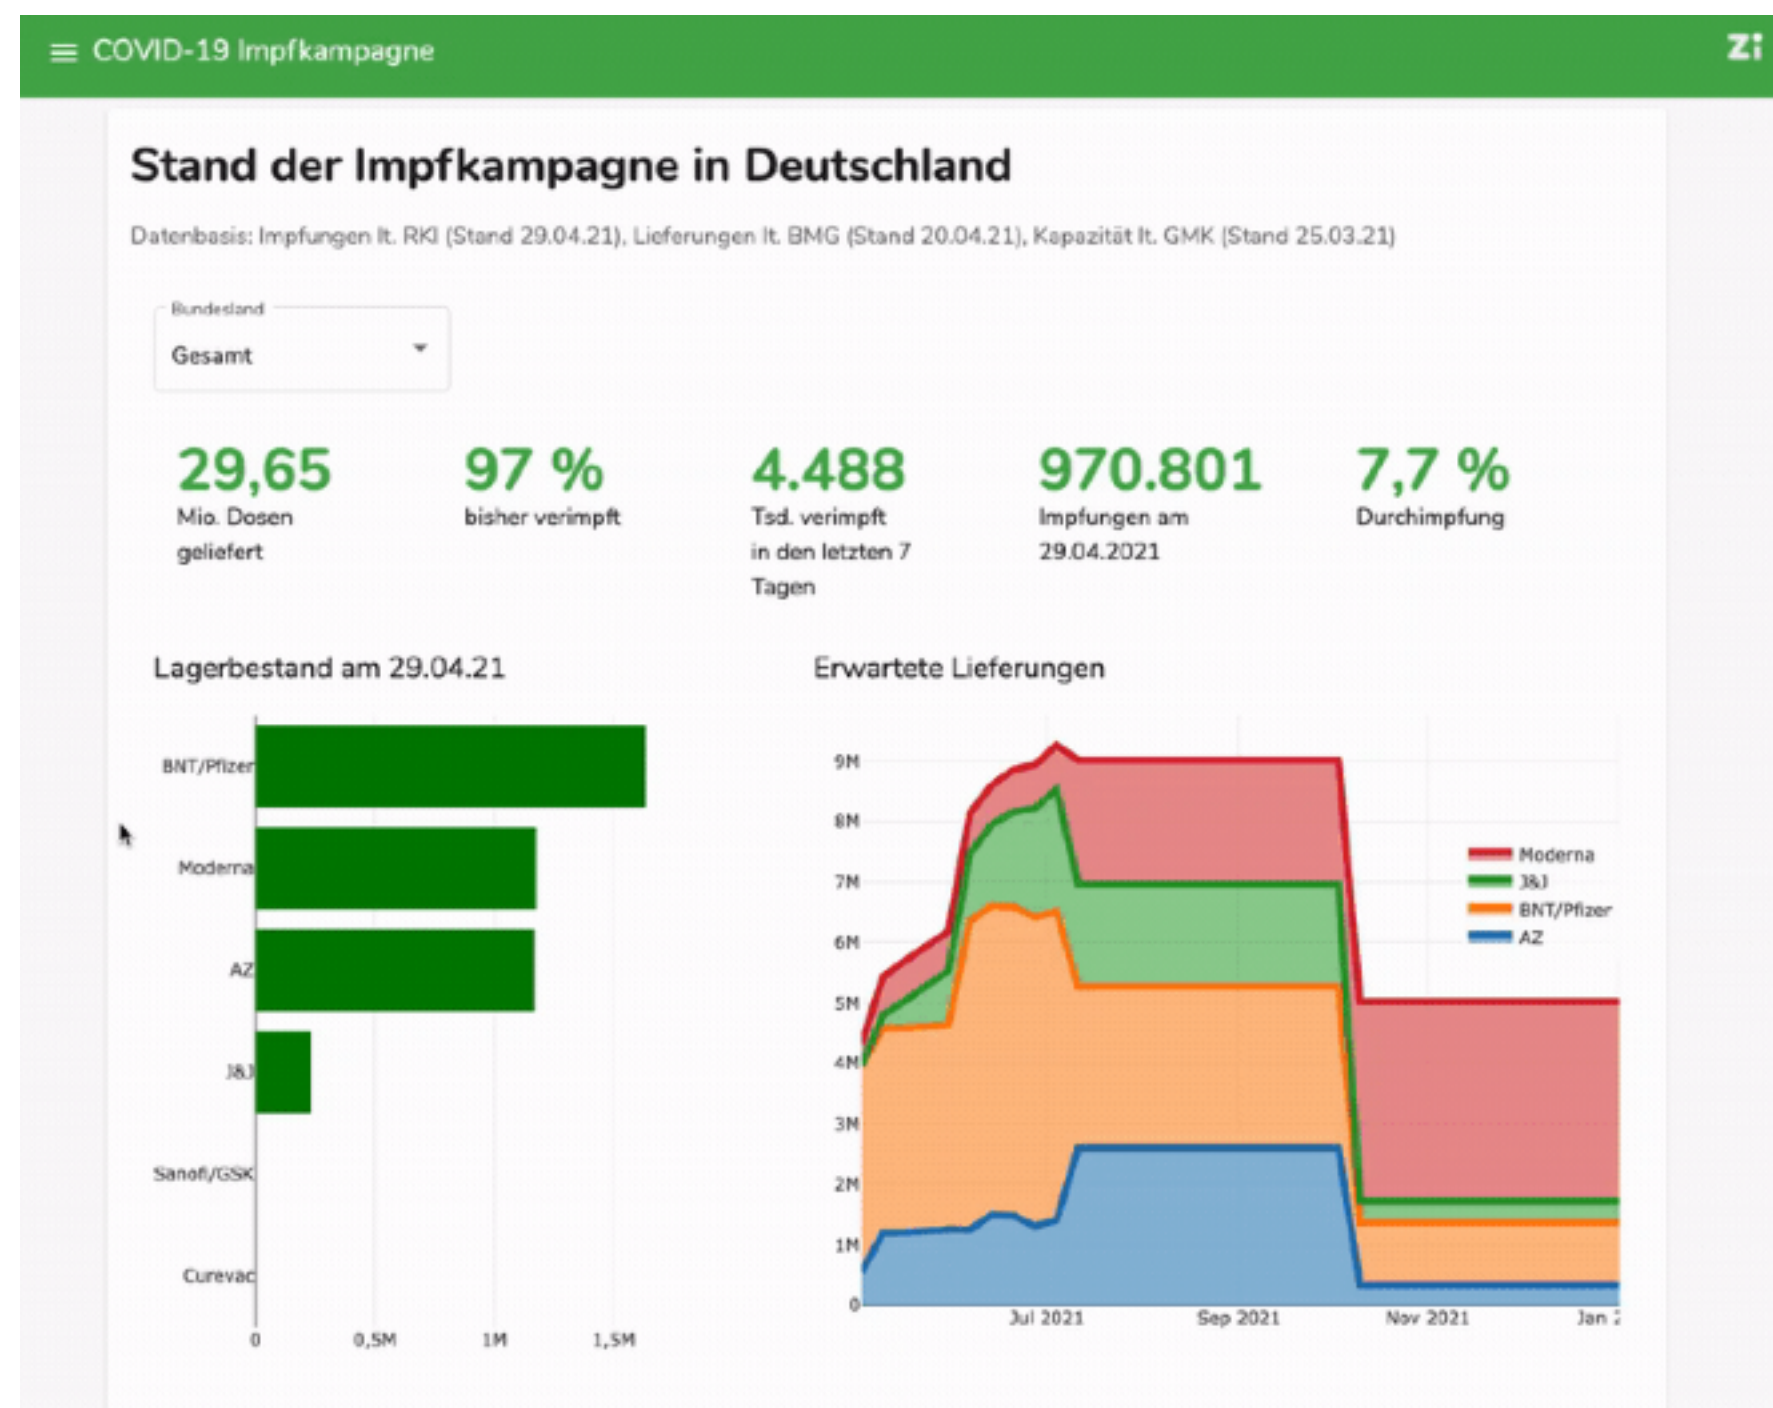 COVID-19 Impfkampagne
Zi
Stand der Impfkampagne in Deutschland
Datenbasis: Impfungen lt. RKI (Stand 29.04.21), Lieferungen lt. BMG (Stand 20.04.21), Kapazität lt. GMK (Stand 25.03.21)
Bundesland
Gesamt
29,65
Mio. Dosen
geliefert
97 %
bisher verimpft
4.488
Tsd. verimpft
in den letzten 7
Tagen
970.801
Impfungen am
29.04.2021
7,7 %
Durchimpfung
Lagerbestand am 29.04.21
BNT/Pfizer
Moderna
AZ
J&J
Sanofi/GSK
Curevac
0
0,5M
1M
1,5M
Erwartete Lieferungen
9M
8M
7M
6M
5M
4M
3M
2M
1M
0
Jul 2021
Sep 2021
Nov 2021
Jan
Moderna
J&J
BNT/Pfizer
AZ